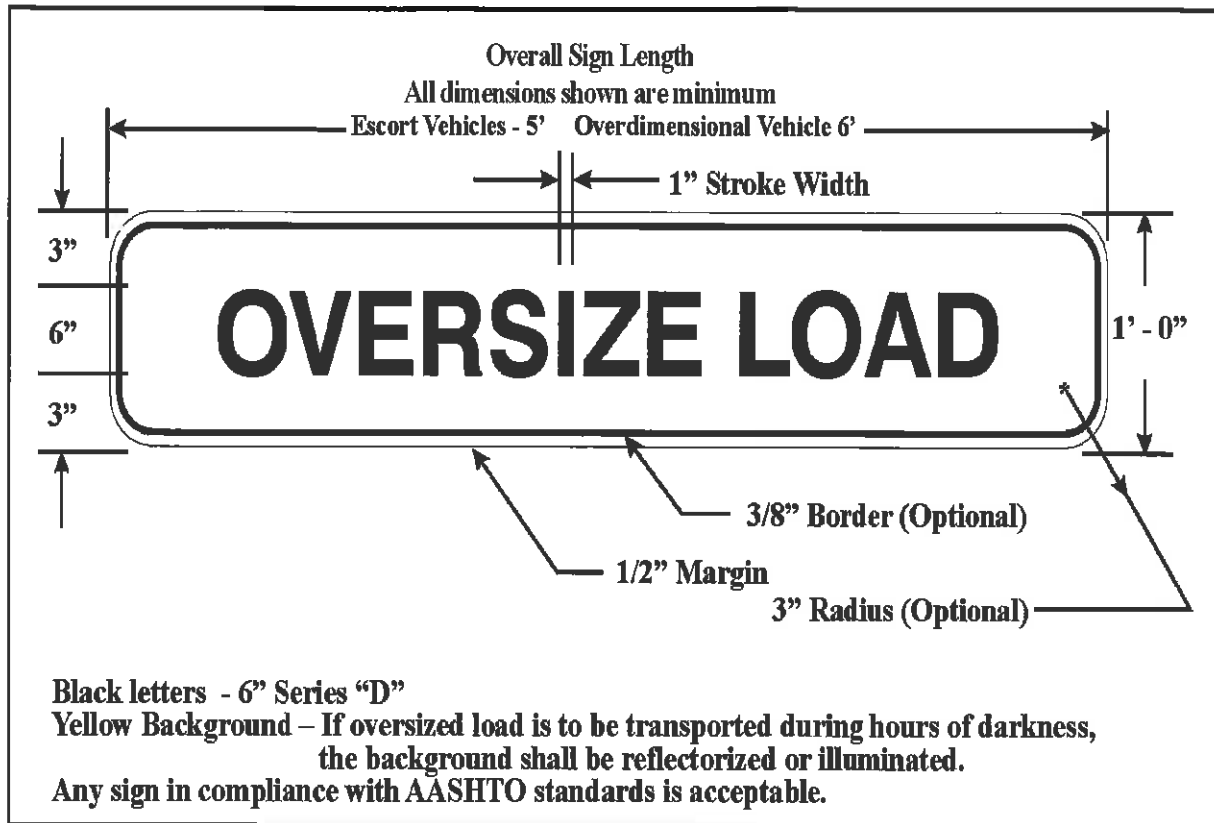 Overall Sign Length
All dimensions shown are minimum
Escort Vehicles - 5’ Overdimensional Vehicle 6’
1” Stroke Width
3”
6”
3”
OVERSIZE LOAD
1’ - 0”
3/8” Border (Optional)
1/2” Margin
3” Radius (Optional)
Black letters - 6” Series “D”
Yellow Background – If oversized load is to be transported during hours of darkness,
the background shall be reflectorized or illuminated.
Any sign in compliance with AASHTO standards is acceptable.